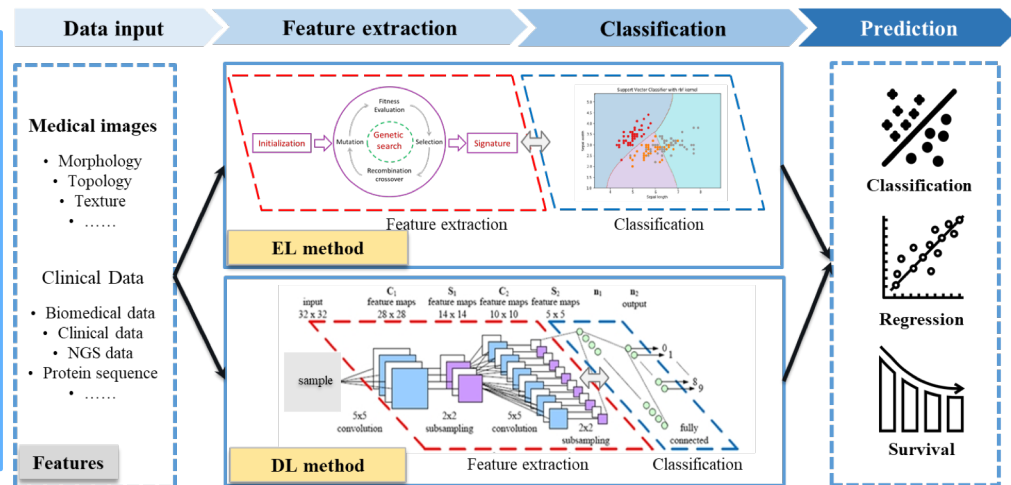 Data input
Feature extraction
Classification
Prediction
Medical images
• Morphology
• Topology
• Texture
• ……
Clinical Data
• Biomedical data
• Clinical data
• NGS data
• Protein sequence
• ……
Features
Initialization
Fitness
Evaluation
Mutation
Genetic
search
Selection
Recombination
crossover
Signature
Support Vector Classifier with rbf kernel
Sepal length
Feature extraction
Classification
EL method
input
32 x 32
C1
feature maps
28 x 28
S1
feature maps
14 x 14
C2
feature maps
10 x 10
S2
feature maps
5 x 5
n1
n2
output
sample
0
1
8
9
5x5
convolution
2x2
subsampling
5x5
convolution
2x2
subsampling
fully
connected
Feature extraction
Classification
DL method
Classification
Regression
Survival